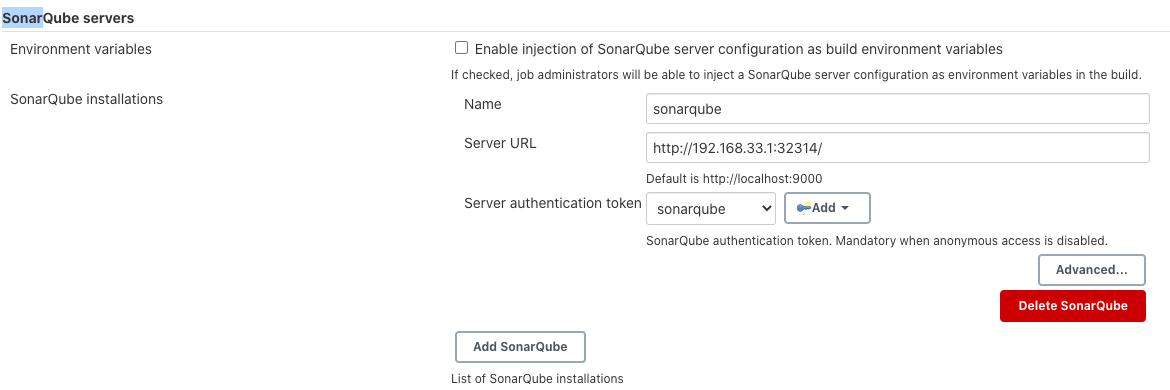 SonarQube servers
Environment variables
Enable injection of SonarQube server configuration as build environment variables
If checked, job administrators will be able to inject a SonarQube server configuration as environment variables in the build.
SonarQube installations
Name
sonarqube
Server URL
http://192.168.33.1:32314/
Default is http://localhost:9000
Server authentication token
sonarqube
Add
SonarQube authentication token. Mandatory when anonymous access is disabled.
Advanced...
Delete SonarQube
Add SonarQube
List of SonarQube installations